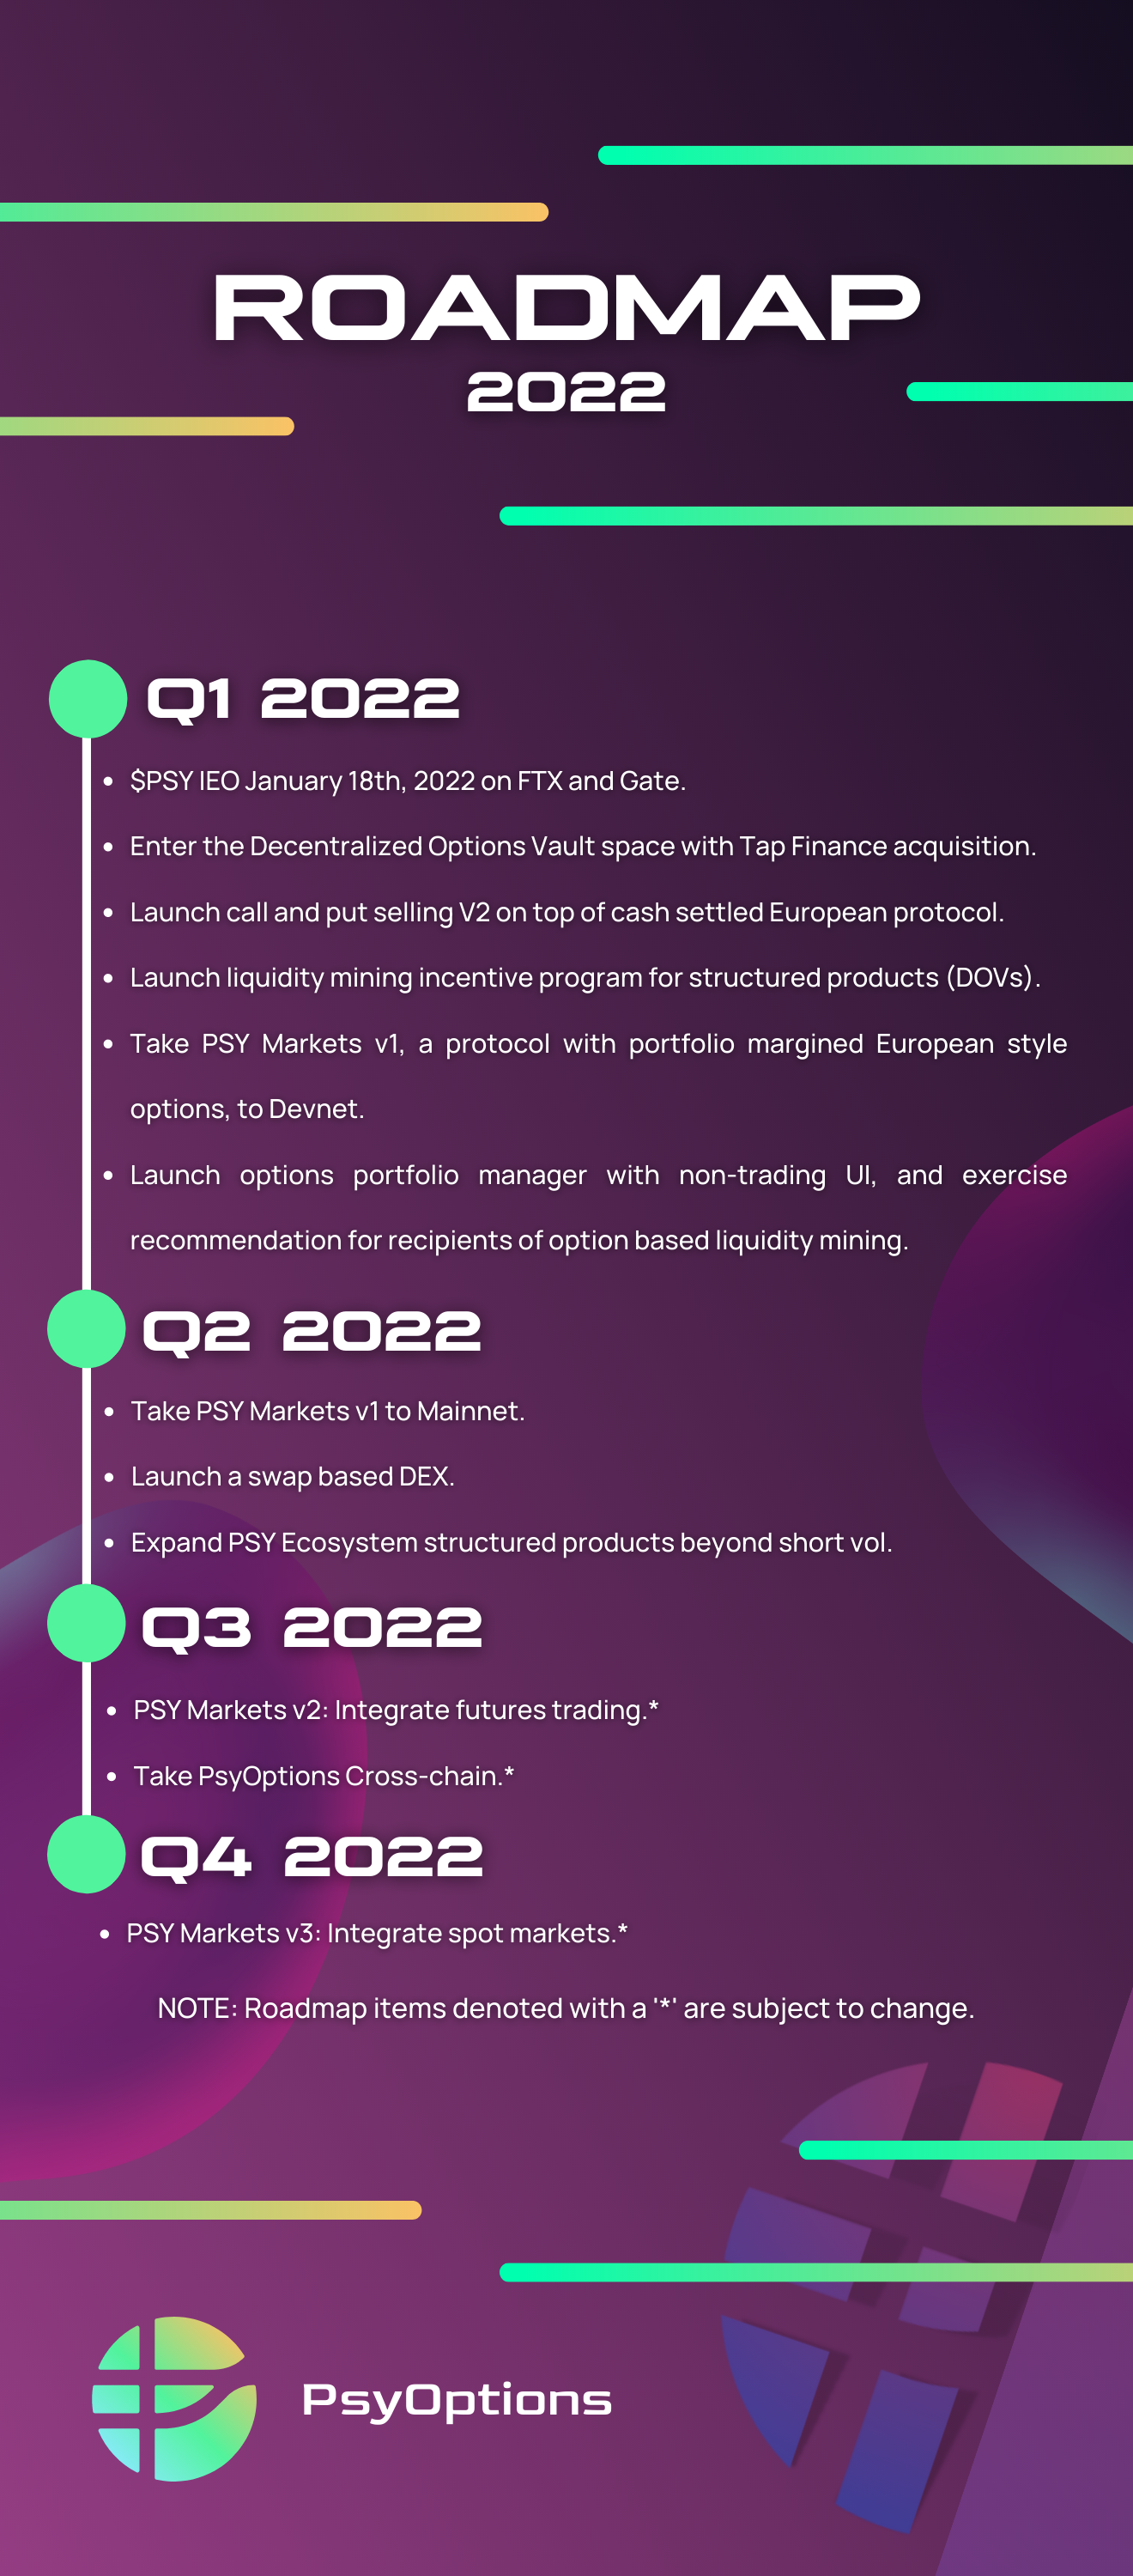 ROADMAP
2022
Q1 2022
• $PSY IEO January 18th, 2022 on FTX and Gate.
• Enter the Decentralized Options Vault space with Tap Finance acquisition.
• Launch call and put selling V2 on top of cash settled European protocol.
• Launch liquidity mining incentive program for structured products (DOVs).
• Take PSY Markets v1, a protocol with portfolio margined European style
options, to Devnet.
• Launch options portfolio manager with non-trading UI, and exercise
recommendation for recipients of option based liquidity mining.
Q2 2022
• Take PSY Markets v1 to Mainnet.
• Launch a swap based DEX.
• Expand PSY Ecosystem structured products beyond short vol.
Q3 2022
• PSY Markets v2: Integrate futures trading.*
• Take PsyOptions Cross-chain.*
Q4 2022
• PSY Markets v3: Integrate spot markets.*
NOTE: Roadmap items denoted with a '*' are subject to change.
PsyOptions